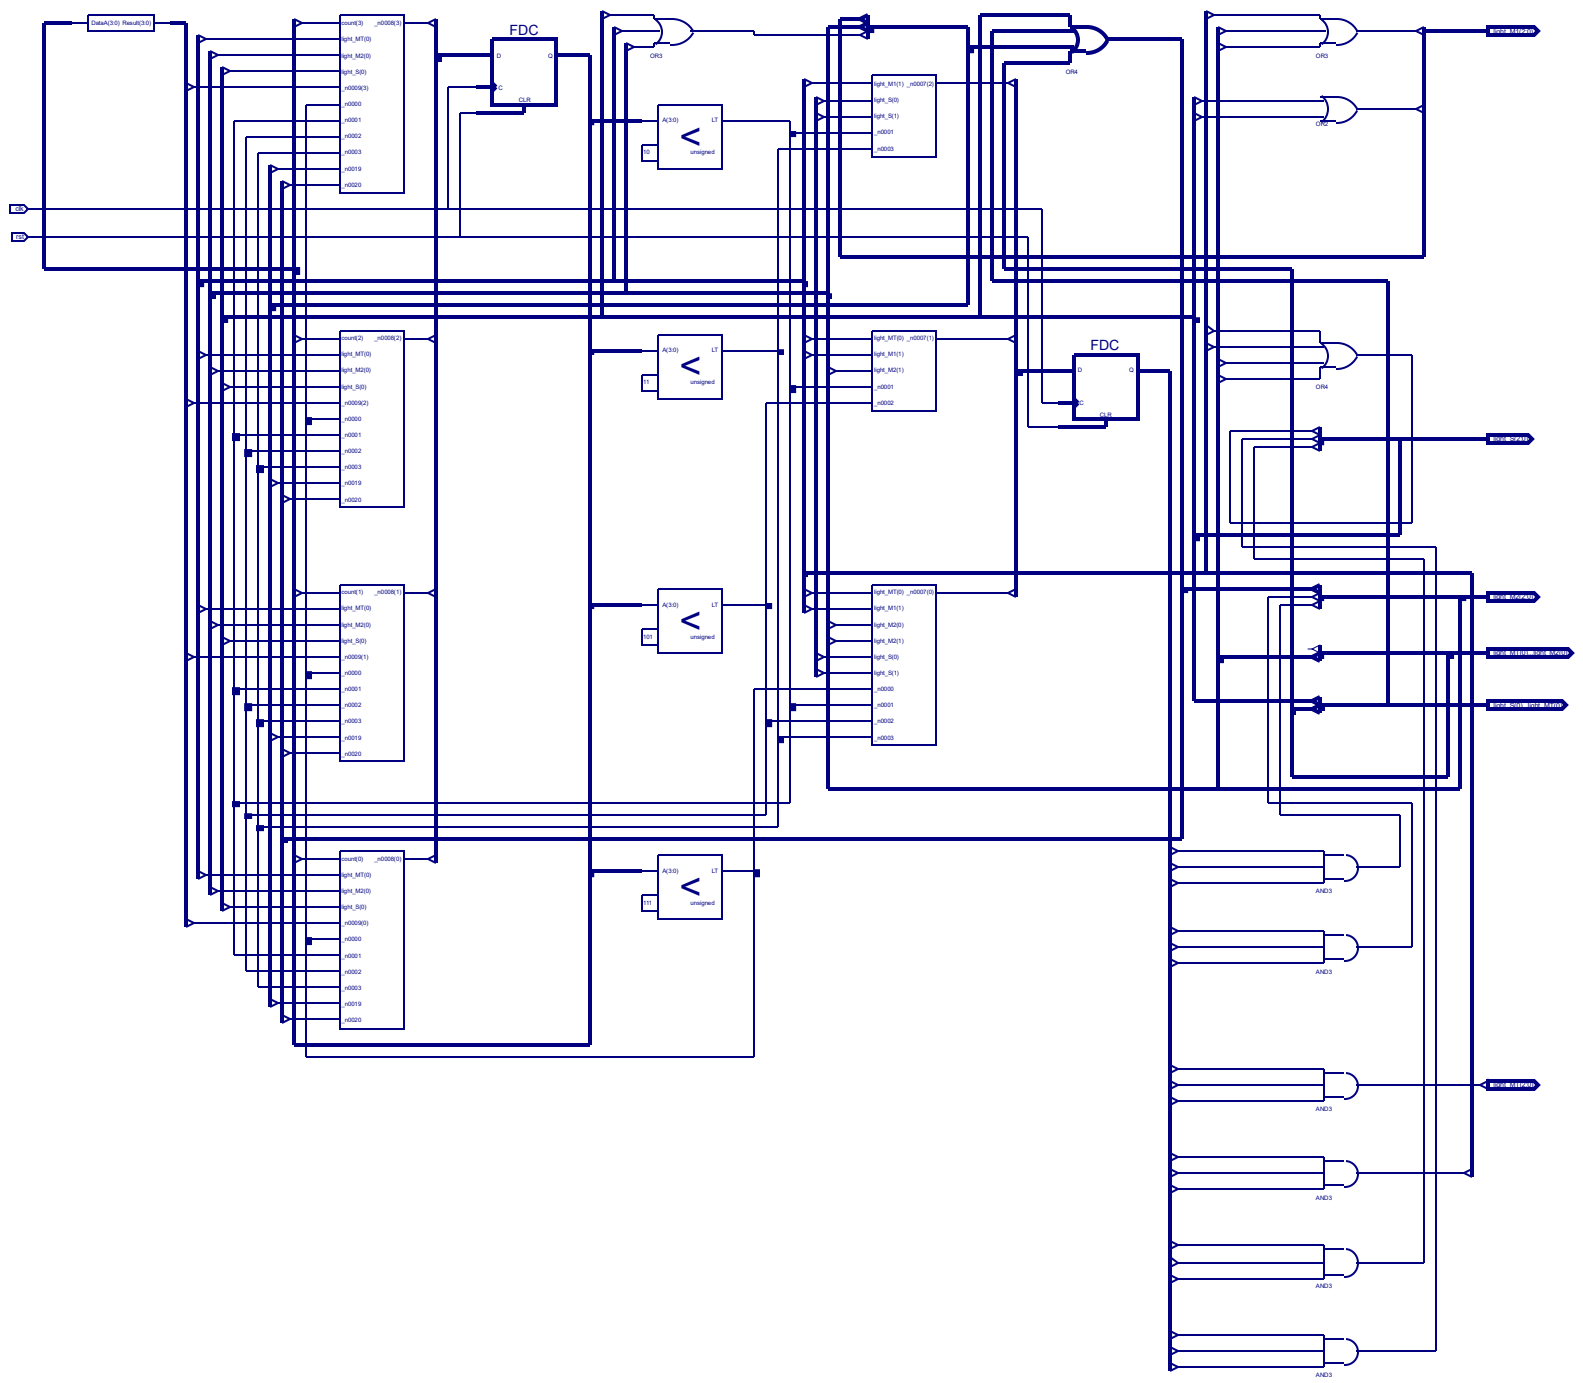 DataA(3:0) Result(3:0)
count(3) _n0008(3)
light_MT(0)
light_M2(0)
light_S(0)
_n0009(3)
_n0000
_n0001
_n0002
_n0003
_n0019
_n0020
FDC
D Q
C
CLR
OR3
A(3:0) LT
<
10
unsigned
light_M1(1) _n0007(2)
light_S(0)
light_S(1)
_n0001
_n0003
OR4
OR3
OR2
clk
rst
count(2) _n0008(2)
light_MT(0)
light_M2(0)
light_S(0)
_n0009(2)
_n0000
_n0001
_n0002
_n0003
_n0019
_n0020
A(3:0) LT
<
11
unsigned
light_MT(0) _n0007(1)
light_M1(1)
light_M2(1)
_n0001
_n0002
FDC
D Q
C
CLR
OR4
count(1) _n0008(1)
light_MT(0)
light_M2(0)
light_S(0)
_n0009(1)
_n0000
_n0001
_n0002
_n0003
_n0019
_n0020
A(3:0) LT
<
101
unsigned
light_MT(0) _n0007(0)
light_M1(1)
light_M2(0)
light_M2(1)
light_S(0)
light_S(1)
_n0000
_n0001
_n0002
_n0003
count(0) _n0008(0)
light_MT(0)
light_M2(0)
light_S(0)
_n0009(0)
_n0000
_n0001
_n0002
_n0003
_n0019
_n0020
A(3:0) LT
<
111
unsigned
AND3
AND3
AND3
AND3
AND3
AND3